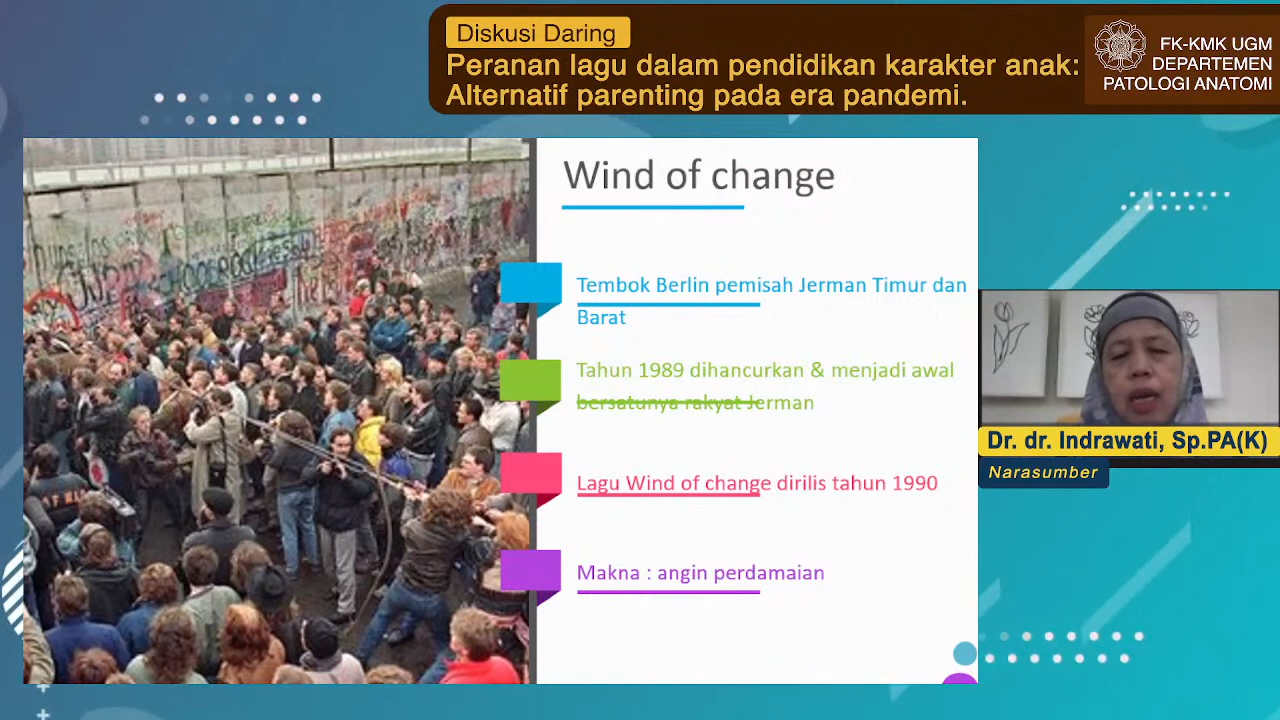 Diskusi Daring
Peranan lagu dalam pendidikan karakter anak:
Alternatif parenting pada era pandemi.
FK-KMK UGM
DEPARTEMEN
PATOLOGI ANATOMI
Wind of change
Tembok Berlin pemisah Jerman Timur dan
Barat
Tahun 1989 dihancurkan & menjadi awal
bersatunya rakyat Jerman
Lagu Wind of change dirilis tahun 1990
Makna : angin perdamaian
Dr. dr. Indrawati, Sp.PA(K)
Narasumber